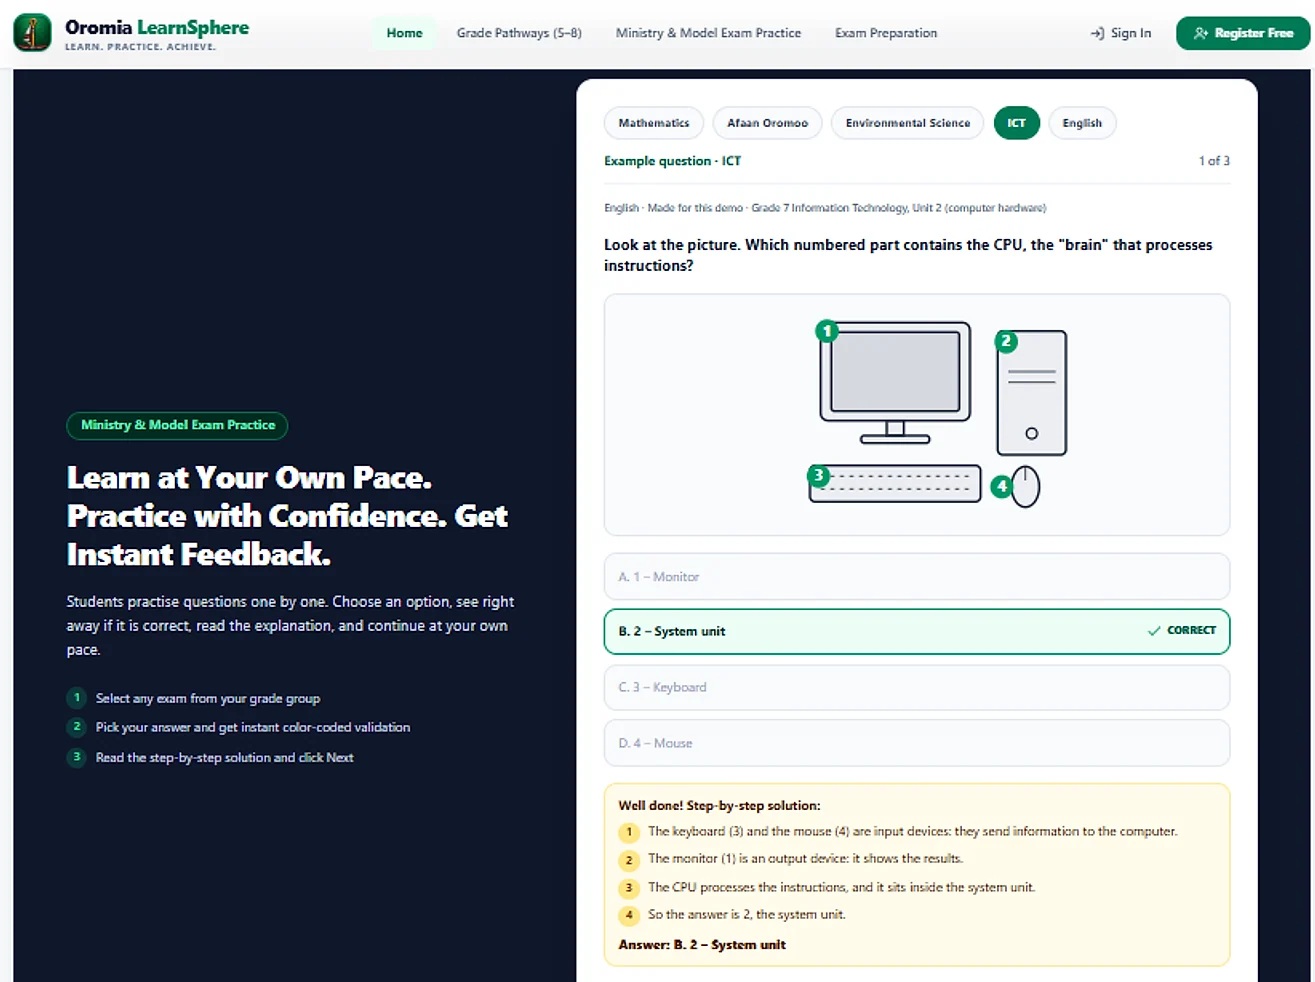 Oromia LearnSphere
LEARN. PRACTICE. ACHIEVE.
Home
Grade Pathways (5–8)
Ministry & Model Exam Practice
Exam Preparation
Sign In
Register Free
Ministry & Model Exam Practice
Learn at Your Own Pace.
Practice with Confidence. Get
Instant Feedback.
Students practise questions one by one. Choose an option, see right
away if it is correct, read the explanation, and continue at your own
pace.
1 Select any exam from your grade group
2 Pick your answer and get instant color-coded validation
3 Read the step-by-step solution and click Next
Mathematics
Afaan Oromoo
Environmental Science
ICT
English
Example question · ICT
1 of 3
English · Made for this demo · Grade 7 Information Technology, Unit 2 (computer hardware)
Look at the picture. Which numbered part contains the CPU, the "brain" that processes
instructions?
1
2
3
4
A. 1 – Monitor
B. 2 – System unit
CORRECT
C. 3 – Keyboard
D. 4 – Mouse
Well done! Step-by-step solution:
1 The keyboard (3) and the mouse (4) are input devices: they send information to the computer.
2 The monitor (1) is an output device: it shows the results.
3 The CPU processes the instructions, and it sits inside the system unit.
4 So the answer is 2, the system unit.
Answer: B. 2 – System unit